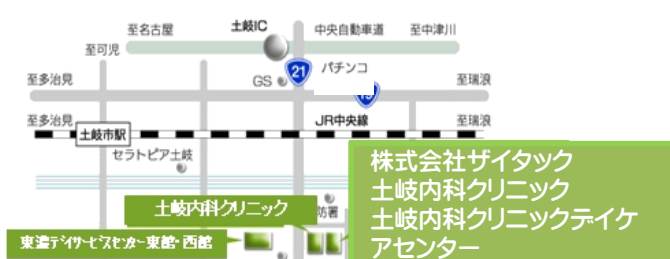 至名古屋
土岐IC
中央自動車道
至中津川
至可児
21
パチンコ
至多治見
GS
至瑞浪
19
至多治見
JR中央線
至瑞浪
土岐市駅
セラトピア土岐
土岐内科クリニック
防署
株式会社ザイタック
土岐内科クリニック
土岐内科クリニックデイケ
アセンター
東濃デイサービスセンター東館・西館